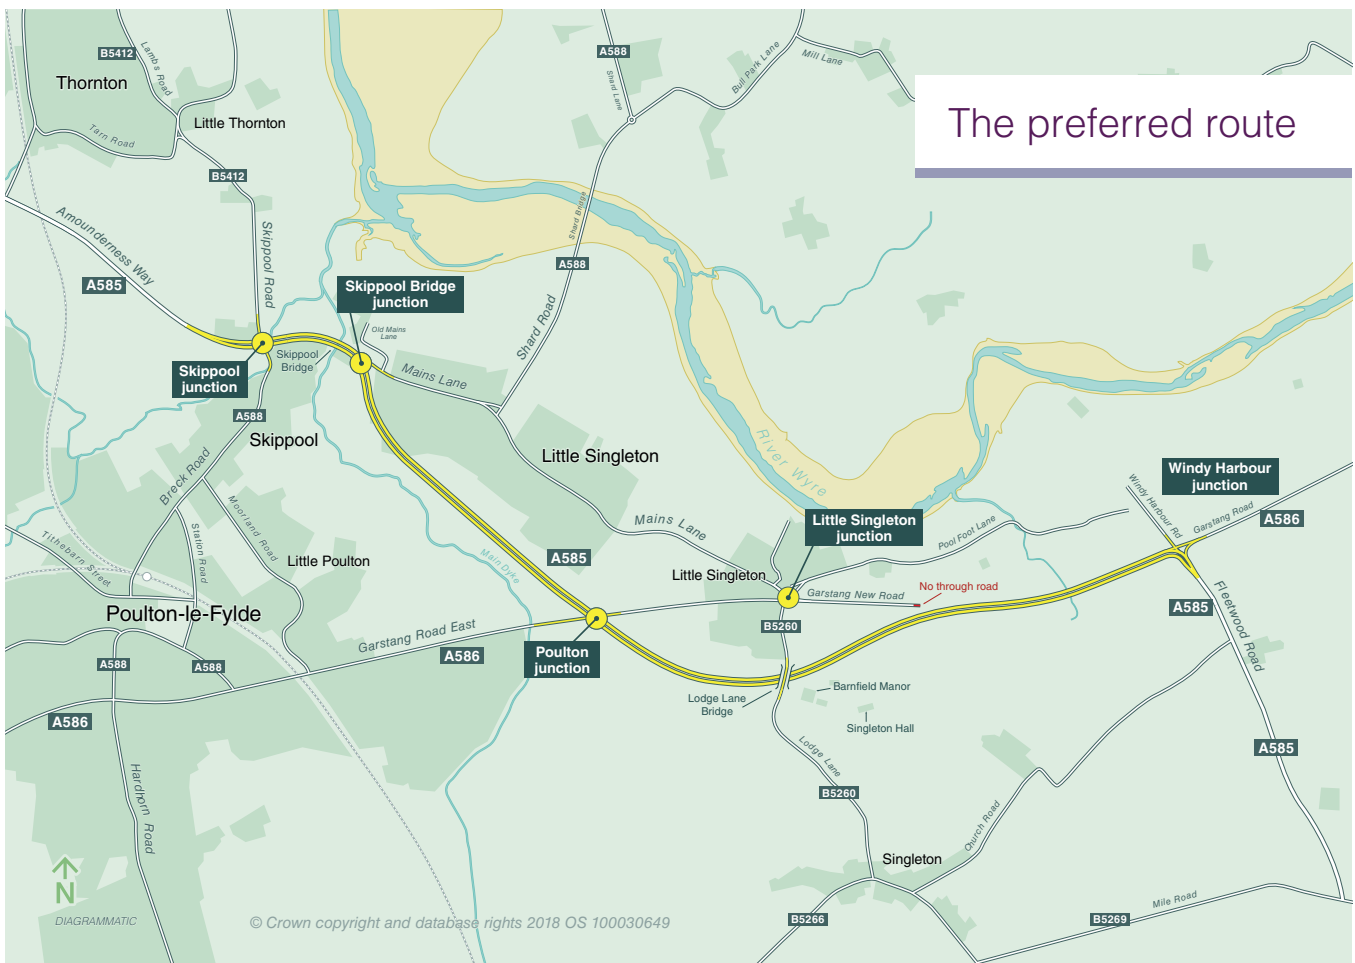 The preferred route
B5412
Lambs Road
Thornton
Little Thornton
Tarn Road
B5412
A588
Shard Lane
Bull Park Lane
Mill Lane
Amounderness Way
A585
Skippool Road
Shard Bridge
A588
Skippool Bridge
junction
Old Mains
Lane
Skippool
Bridge
Skippool
junction
Mains Lane
Shard Road
A588
Skippool
Breck Road
Little Singleton
River Wyre
Windy Harbour
junction
Windy Harbour Rd
Garstang Road
A586
Moorland Road
Station Road
Tithebarn Street
Little Poulton
Main Dyke
A585
Mains Lane
Little Singleton
junction
Pool Foot Lane
Little Singleton
Garstang New Road
No through road
A585
Fleetwood Road
Poulton-le-Fylde
Garstang Road East
A586
B5260
Poulton
junction
A588
A588
Lodge Lane
Bridge
Barnfield Manor
Singleton Hall
A586
Hardhorn Road
Lodge Lane
B5260
A585
Church Road
Singleton
Mile Road
B5266
B5269
N
DIAGRAMMATIC
© Crown copyright and database rights 2018 OS 100030649